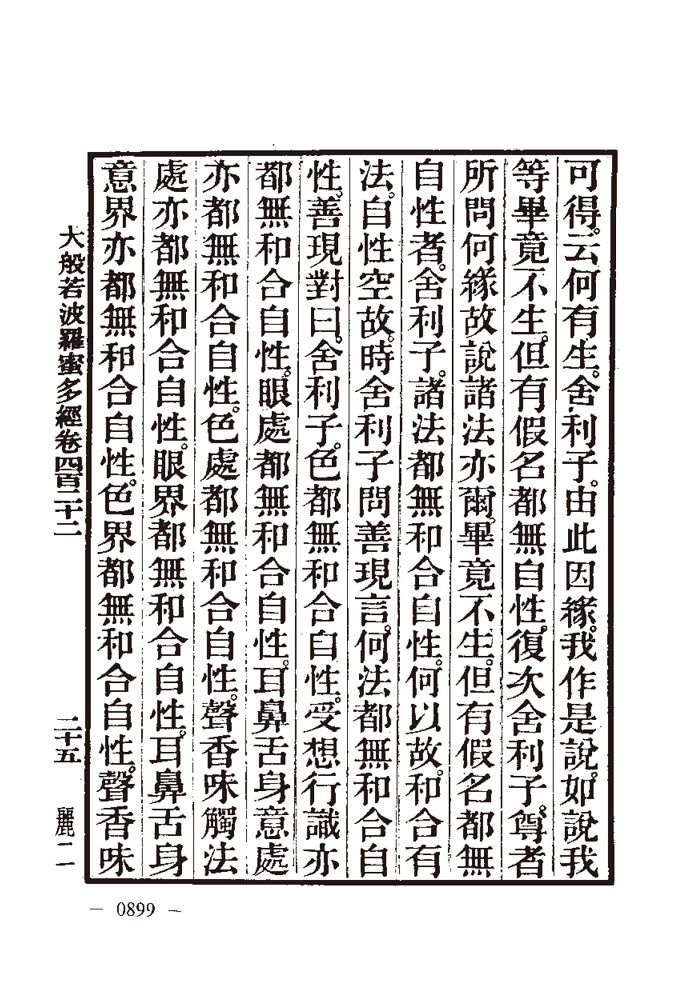 可得。云何有生。舍利子。由此因緣。我作是說。如說我
等畢竟不生。但有假名都無自性。復次舍利子。尊者
所問何緣故說諸法亦爾。畢竟不生。但有假名都無
自性者。舍利子。諸法都無和合自性。何以故。和合有
法。自性空故。時舍利子問善現言。何法都無和合自
性。善現對曰。舍利子。色都無和合自性。受想行識亦
都無和合自性。眼處都無和合自性。耳鼻舌身意處
亦都無和合自性。色處都無和合自性。聲香味觸法
處亦都無和合自性。眼界都無和合自性。耳鼻舌身
意界亦都無和合自性。色界都無和合自性。聲香味
大般若波羅蜜多經卷四百二十二 二十五 麗二
— 0899 —